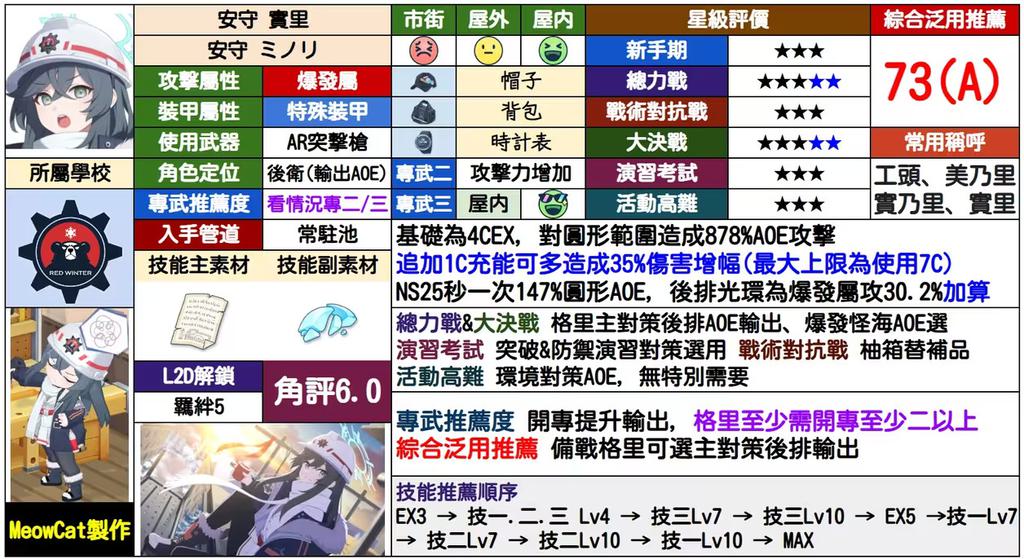 安守 實里
安守 ミノリ
攻擊屬性 爆發屬
裝甲屬性 特殊裝甲
使用武器 AR突擊槍
角色定位 後衛(輸出AOE)
專武推薦度 看情況專二/三
入手管道 常駐池
技能主素材 技能副素材
所屬學校
RED WINTER
L2D解鎖
羈絆5
角評6.0
MeowCat製作
市街 屋外 屋內
帽子
背包
時計表
專武二 攻擊力增加
專武三 屋內
星級評價
新手期 ★★★
總力戰 ★★★★★
戰術對抗戰 ★★★
大決戰 ★★★★★
演習考試 ★★★
活動高難 ★★★
綜合泛用推薦
73(A)
常用稱呼
工頭、美乃里
實乃里、實里
基礎為4CEX, 對圓形範圍造成878%AOE攻擊
追加1C充能可多造成35%傷害增幅(最大上限為使用7C)
NS25秒一次147%圓形AOE, 後排光環為爆發屬攻30.2%加算
總力戰&大決戰 格里主對策後排AOE輸出、爆發怪海AOE選
演習考試 突破&防禦演習對策選用 戰術對抗戰 柚箱替補品
活動高難 環境對策AOE, 無特別需要
專武推薦度 開專提升輸出, 格里至少需開專至少二以上
綜合泛用推薦 備戰格里可選主對策後排輸出
技能推薦順序
EX3 → 技一.二.三 Lv4 → 技三Lv7 → 技三Lv10 → EX5 →技一Lv7
→ 技二Lv7 → 技二Lv10 → 技一Lv10 → MAX